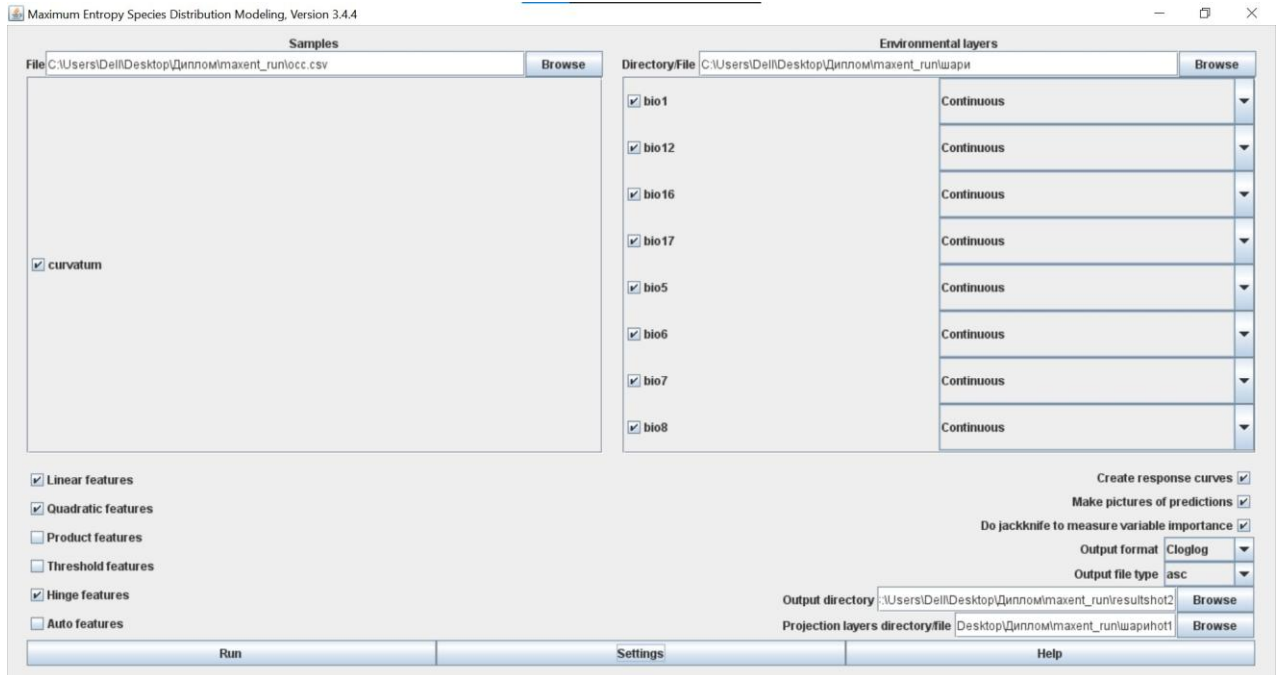 Maximum Entropy Species Distribution Modeling, Version 3.4.4
Samples
File C:\Users\Dell\Desktop\Диплом\maxent_run\occ.csv Browse
curvatum
Environmental layers
Directory/File C:\Users\Dell\Desktop\Диплом\maxent_run\шари Browse
bio1 Continuous
bio12 Continuous
bio16 Continuous
bio17 Continuous
bio5 Continuous
bio6 Continuous
bio7 Continuous
bio8 Continuous
Linear features
Quadratic features
Product features
Threshold features
Hinge features
Auto features
Create response curves
Make pictures of predictions
Do jackknife to measure variable importance
Output format Cloglog
Output file type asc
Output directory :\Users\Dell\Desktop\Диплом\maxent_run\resultshot2 Browse
Projection layers directory/file Desktop\Диплом\maxent_run\шариhot1 Browse
Run Settings Help